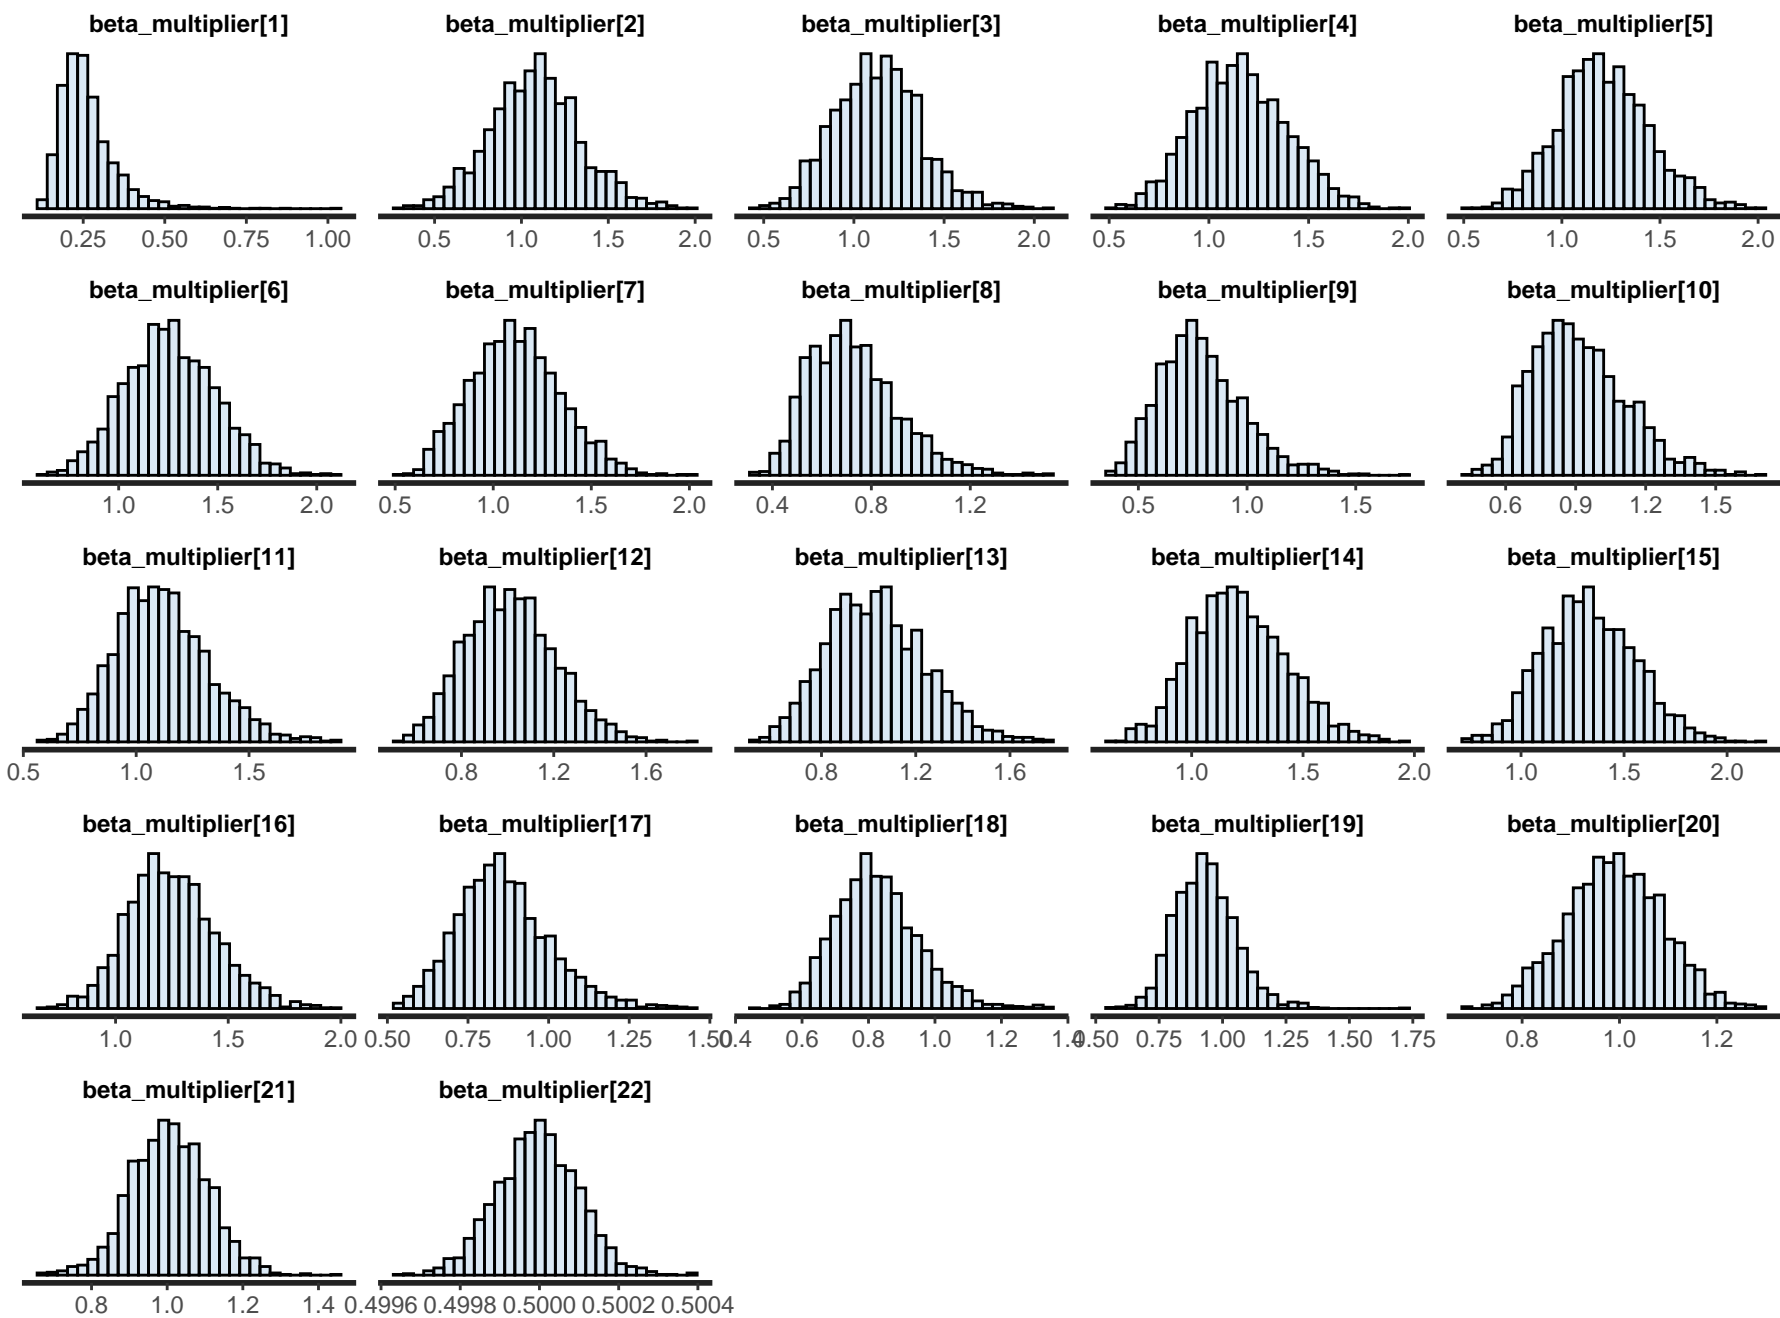 beta_multiplier[1] beta_multiplier[2] beta_multiplier[3] beta_multiplier[4] beta_multiplier[5]
0.25 0.50 0.75 1.00 0.5 1.0 1.5 2.0 0.5 1.0 1.5 2.0 0.5 1.0 1.5 2.0 0.5 1.0 1.5 2.0
beta_multiplier[6] beta_multiplier[7] beta_multiplier[8] beta_multiplier[9] beta_multiplier[10]
1.0 1.5 2.0 0.5 1.0 1.5 2.0 0.4 0.8 1.2 0.5 1.0 1.5 0.6 0.9 1.2 1.5
beta_multiplier[11] beta_multiplier[12] beta_multiplier[13] beta_multiplier[14] beta_multiplier[15]
0.5 1.0 1.5 0.8 1.2 1.6 0.8 1.2 1.6 1.0 1.5 2.0 1.0 1.5 2.0
beta_multiplier[16] beta_multiplier[17] beta_multiplier[18] beta_multiplier[19] beta_multiplier[20]
1.0 1.5 2.0 0.50 0.75 1.00 1.25 1.50 0.4 0.6 0.8 1.0 1.2 1.4 0.50 0.75 1.00 1.25 1.50 1.75 0.8 1.0 1.2
beta_multiplier[21] beta_multiplier[22]
0.8 1.0 1.2 1.4 0.4996 0.4998 0.5000 0.5002 0.5004